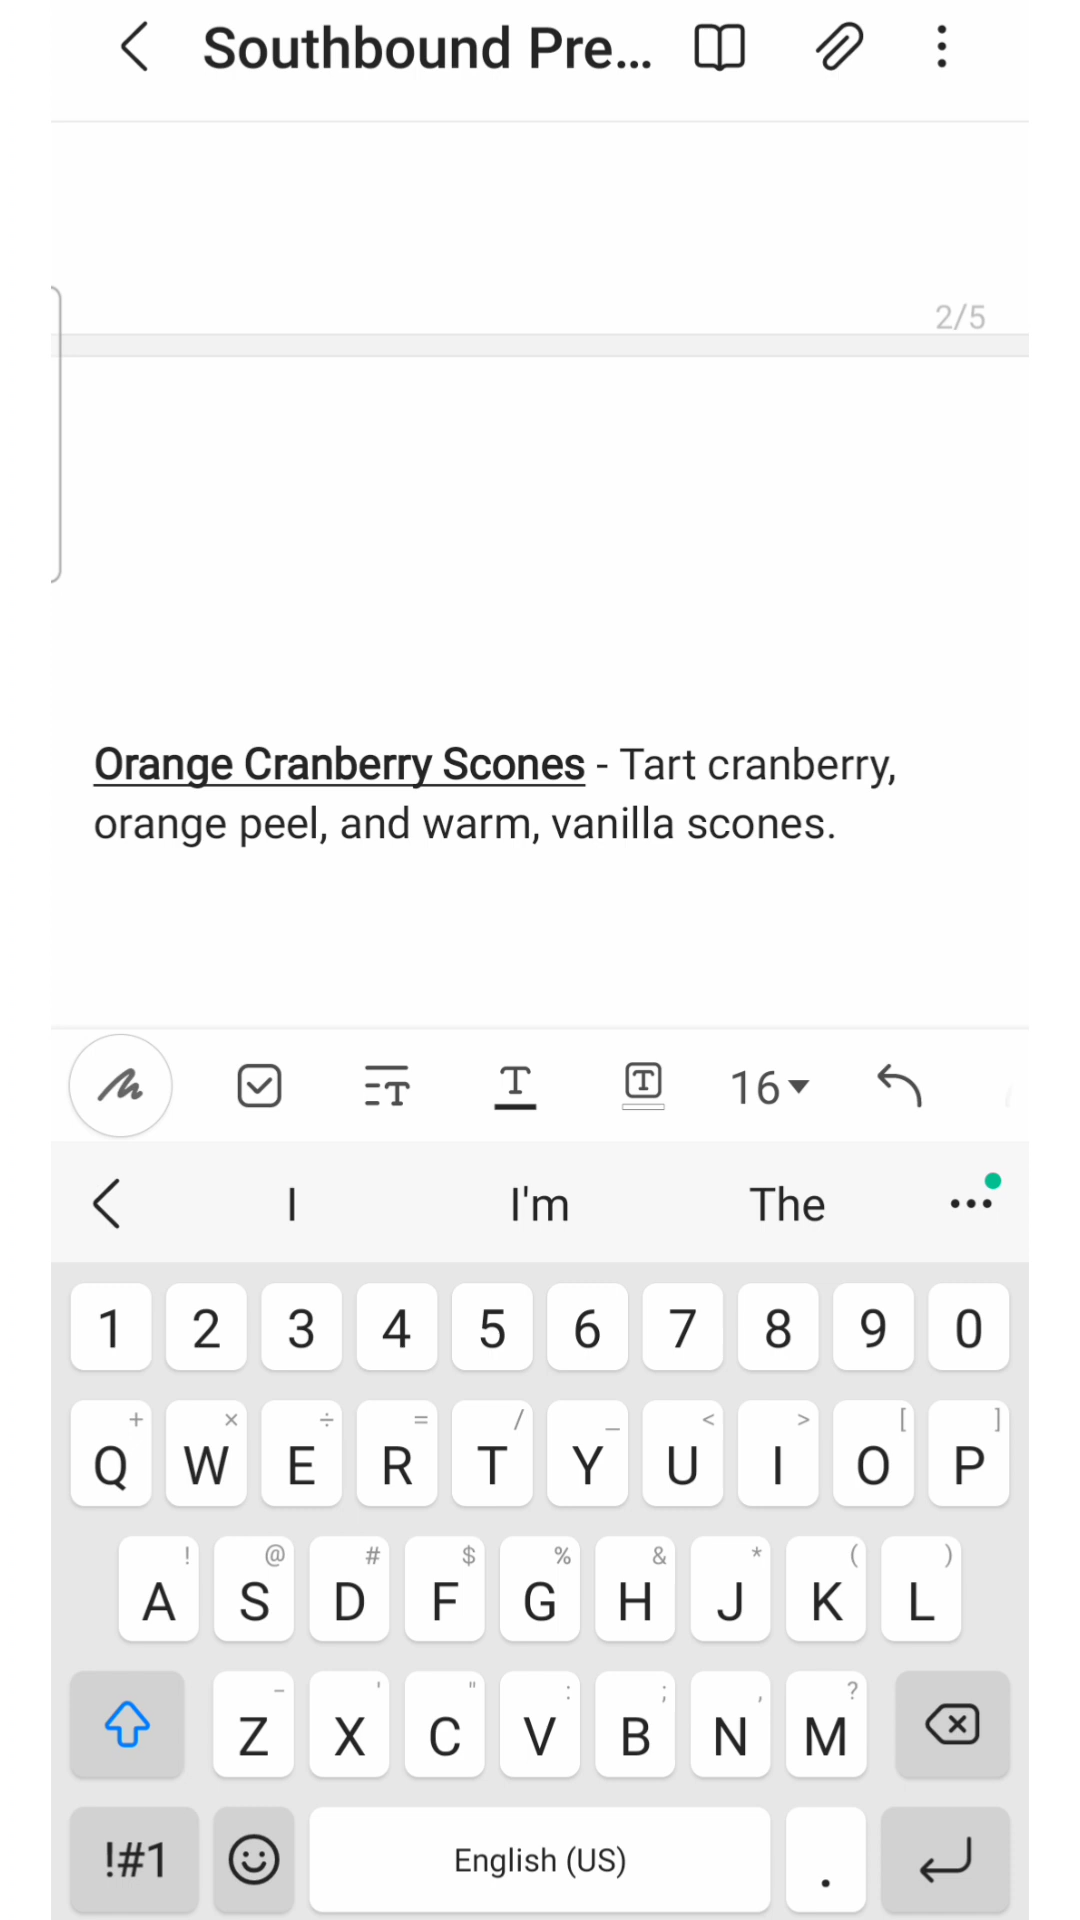 Southbound Pre...
2/5
Orange Cranberry Scones - Tart cranberry,
orange peel, and warm, vanilla scones.
T
T
T
16
I
I'm
The
1 2 3 4 5 6 7 8 9 0
+ × ÷ = / _ < > [ ]
Q W E R T Y U I O P
! @ # $ % & * ( )
A S D F G H J K L
- ' " : ; , ?
Z X C V B N M
!#1
English (US)
.